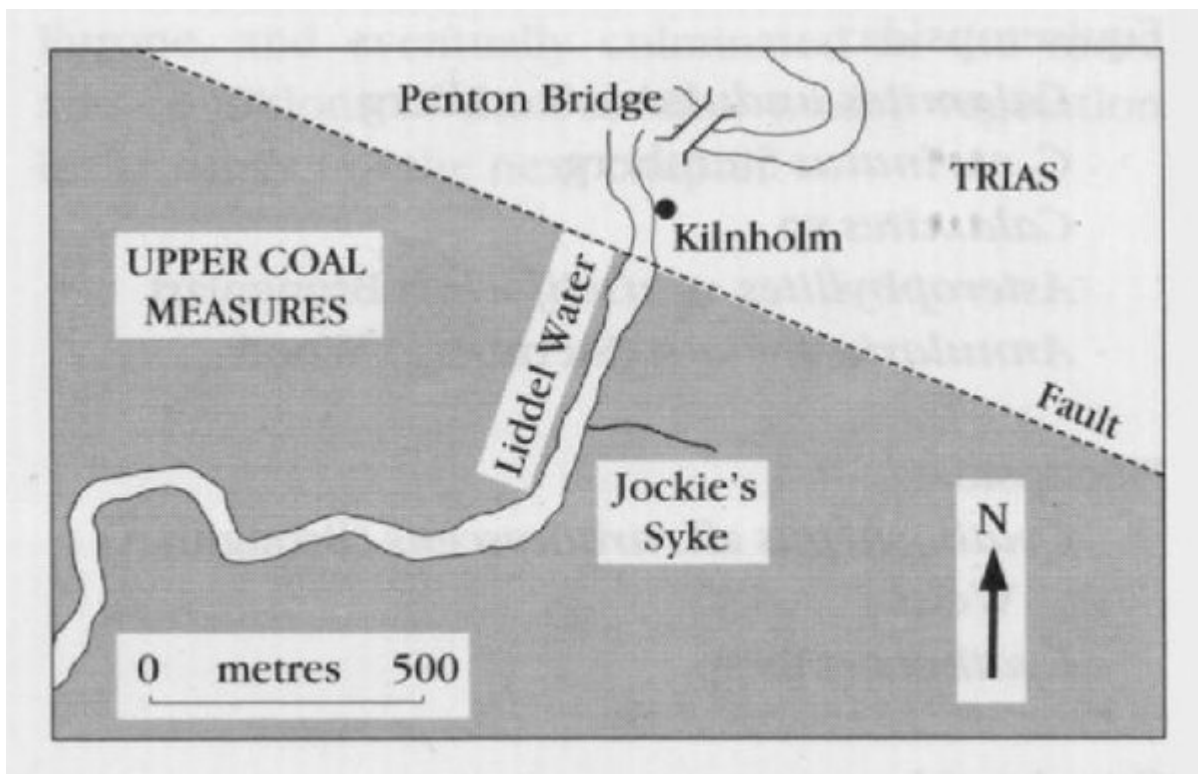 Penton Bridge
TRIAS
Kilnholm
UPPER COAL
MEASURES
Liddel Water
Fault
Jockie's
Syke
N
0 metres 500